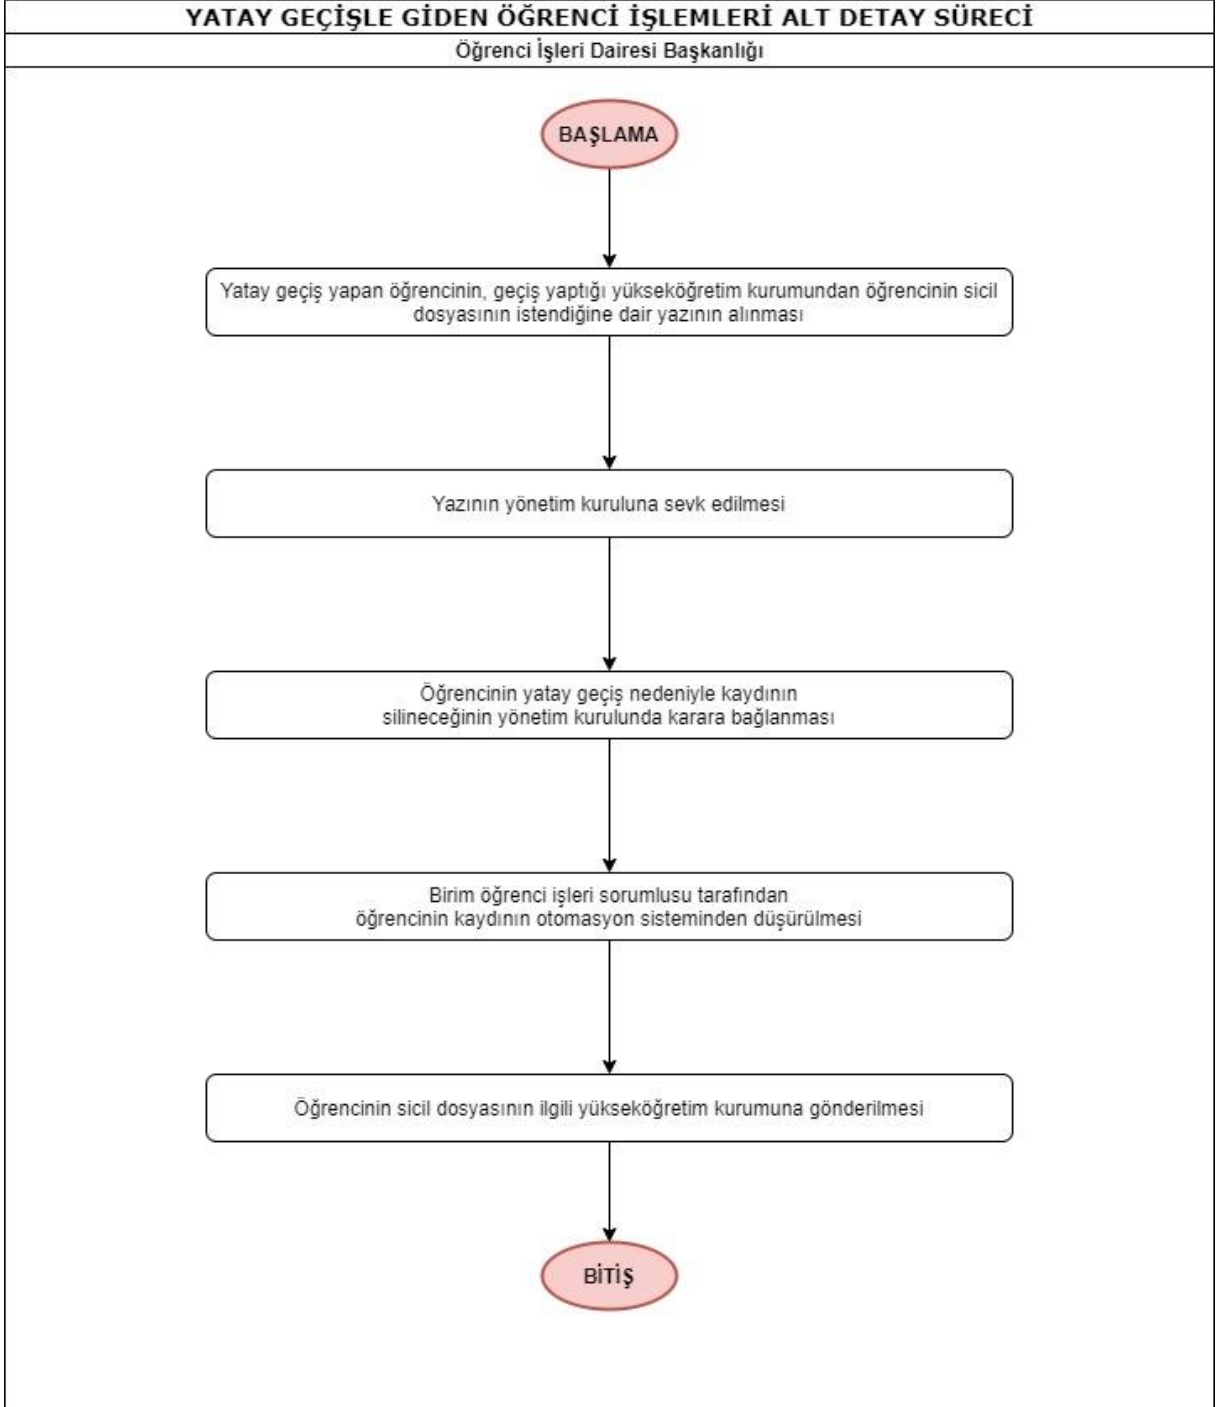 YATAY GEÇİŞLE GİDEN ÖĞRENCİ İŞLEMLERİ ALT DETAY SÜRECİ
Öğrenci İşleri Dairesi Başkanlığı
BAŞLAMA
Yatay geçiş yapan öğrencinin, geçiş yaptığı yükseköğretim kurumundan öğrencinin sicil
dosyasının istendiğine dair yazının alınması
Yazının yönetim kuruluna sevk edilmesi
Öğrencinin yatay geçiş nedeniyle kaydının
silineceğinin yönetim kurulunda karara bağlanması
Birim öğrenci işleri sorumlusu tarafından
öğrencinin kaydının otomasyon sisteminden düşürülmesi
Öğrencinin sicil dosyasının ilgili yükseköğretim kurumuna gönderilmesi
BİTİŞ